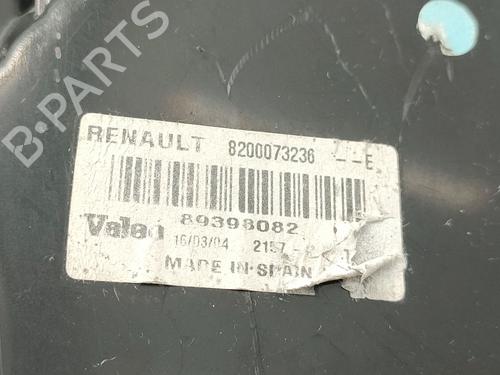 B-PARTS
RENAULT 8200073236 --E
89398082
Valeo
16/03/04 2157-
MADE IN SPAIN